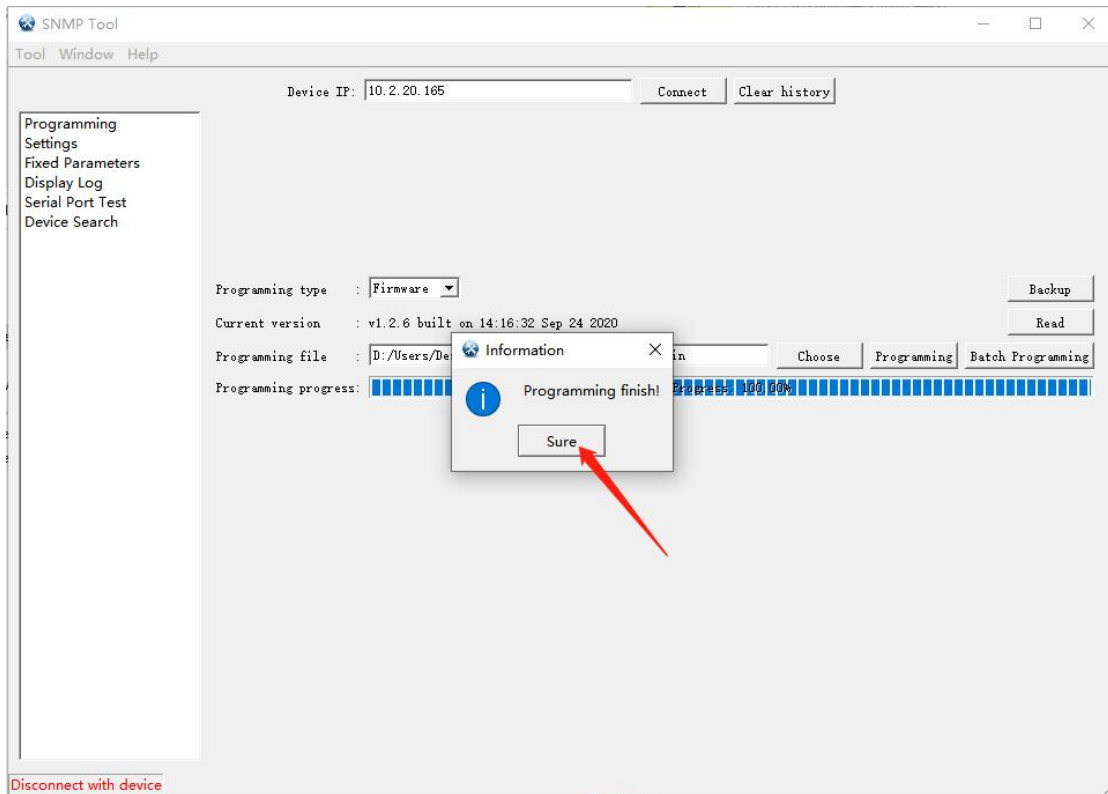 SNMP Tool
Tool Window Help
Device IP: 10.2.20.165 Connect Clear history
Programming
Settings
Fixed Parameters
Display Log
Serial Port Test
Device Search
Programming type : Firmware Backup
Current version : v1.2.6 built on 14:16:32 Sep 24 2020 Read
Programming file : D:/Users/De in Choose Programming Batch Programming
Programming progress: Progress: 100.00%
Information
Programming finish!
Sure
Disconnect with device